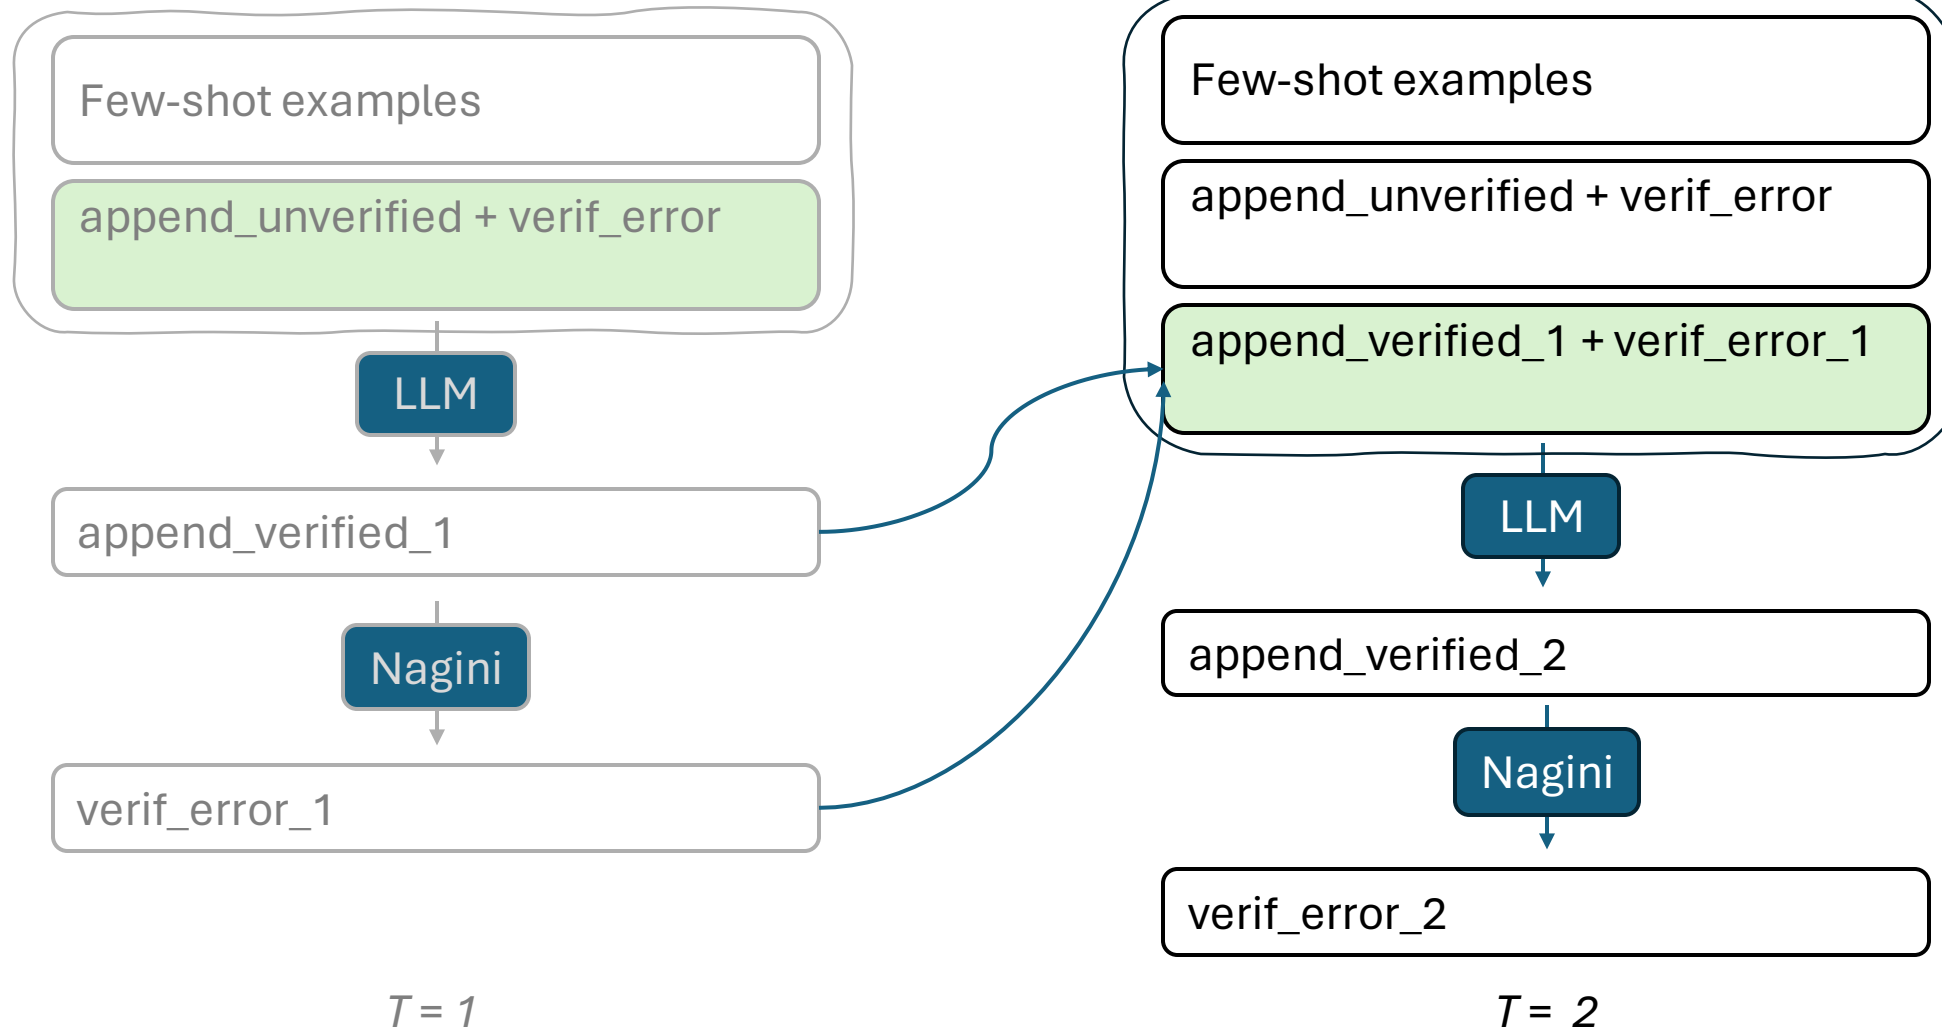 Few-shot examples
append_unverified + verif_error
LLM
append_verified_1
Nagini
verif_error_1
T = 1
Few-shot examples
append_unverified + verif_error
append_verified_1 + verif_error_1
LLM
append_verified_2
Nagini
verif_error_2
T = 2